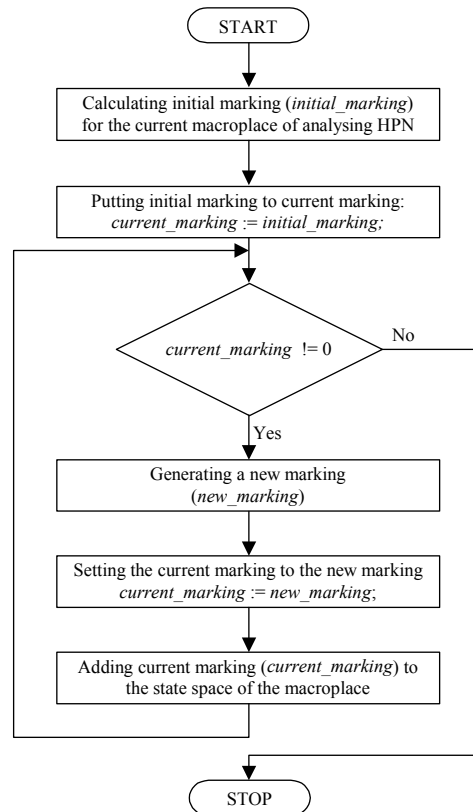 START
Calculating initial marking (initial_marking)
for the current macroplace of analysing HPN
Putting initial marking to current marking:
current_marking := initial_marking;
current_marking != 0
No
Yes
Generating a new marking
(new_marking)
Setting the current marking to the new marking
current_marking := new_marking;
Adding current marking (current_marking) to
the state space of the macroplace
STOP